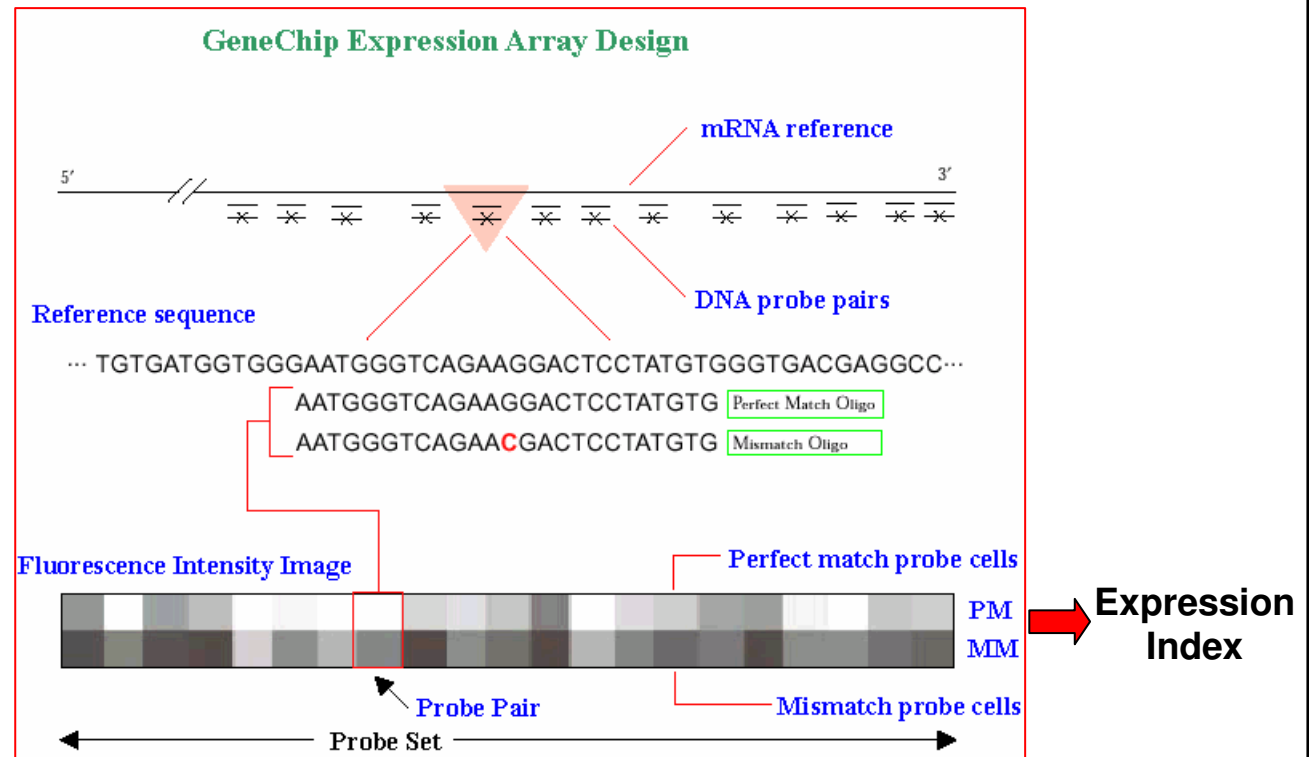 GeneChip Expression Array Design
mRNA reference
5′
3′
DNA probe pairs
Reference sequence
··· TGTGATGGTGGGAATGGGTCAGAAGGACTCCTATGTGGGTGACGAGGCC···
AATGGGTCAGAAGGACTCCTATGTG Perfect Match Oligo
AATGGGTCAGAACGACTCCTATGTG Mismatch Oligo
Fluorescence Intensity Image
Perfect match probe cells
PM
MM
Expression
Index
Probe Pair
Mismatch probe cells
Probe Set